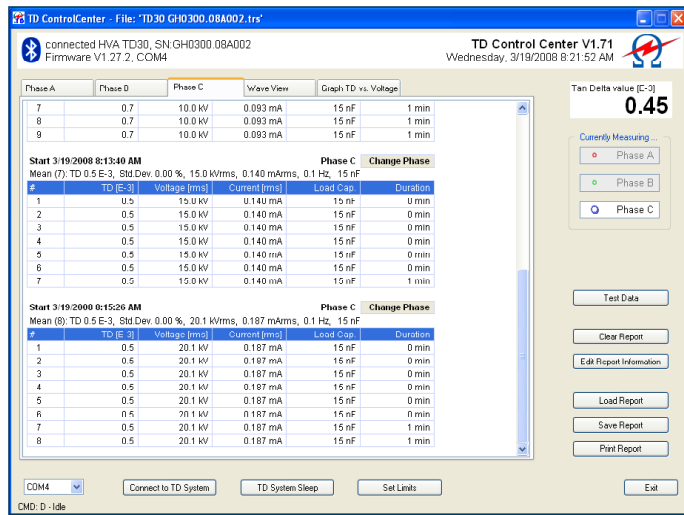 TD ControlCenter - File: 'TD30 GH0300.08A002.trs'
connected HVA TD30, SN:GH0300.08A002
Firmware V1.27.2, COM4
TD Control Center V1.71
Wednesday, 3/19/2008 8:21:52 AM
Phase A Phase B Phase C Wave View Graph TD vs. Voltage
7 0.7 10.0 kV 0.093 mA 15 nF 1 min
8 0.7 10.0 kV 0.093 mA 15 nF 1 min
9 0.7 10.0 kV 0.093 mA 15 nF 1 min
Start 3/19/2008 8:13:40 AM Phase C Change Phase
Mean (7): TD 0.5 E-3, Std.Dev. 0.00 %, 15.0 kVrms, 0.140 mArms, 0.1 Hz, 15 nF
# TD [E-3] Voltage [rms] Current [rms] Load Cap. Duration
1 0.5 15.0 kV 0.140 mA 15 nF 0 min
2 0.5 15.0 kV 0.140 mA 15 nF 0 min
3 0.5 15.0 kV 0.140 mA 15 nF 0 min
4 0.5 15.0 kV 0.140 mA 15 nF 0 min
5 0.5 15.0 kV 0.140 mA 15 nF 0 min
6 0.5 15.0 kV 0.140 mA 15 nF 0 min
7 0.5 15.0 kV 0.140 mA 15 nF 1 min
Start 3/19/2008 8:15:26 AM Phase C Change Phase
Mean (8): TD 0.5 E-3, Std.Dev. 0.00 %, 20.1 kVrms, 0.187 mArms, 0.1 Hz, 15 nF
# TD [E-3] Voltage [rms] Current [rms] Load Cap. Duration
1 0.5 20.1 kV 0.187 mA 15 nF 0 min
2 0.5 20.1 kV 0.187 mA 15 nF 0 min
3 0.5 20.1 kV 0.187 mA 15 nF 0 min
4 0.5 20.1 kV 0.187 mA 15 nF 0 min
5 0.5 20.1 kV 0.187 mA 15 nF 0 min
6 0.5 20.1 kV 0.187 mA 15 nF 0 min
7 0.5 20.1 kV 0.187 mA 15 nF 1 min
8 0.5 20.1 kV 0.187 mA 15 nF 1 min
Tan Delta value [E-3]
0.45
Currently Measuring ...
Phase A
Phase B
Phase C
Test Data
Clear Report
Edit Report Information
Load Report
Save Report
Print Report
COM4 Connect to TD System TD System Sleep Set Limits Exit
CMD: D - Idle